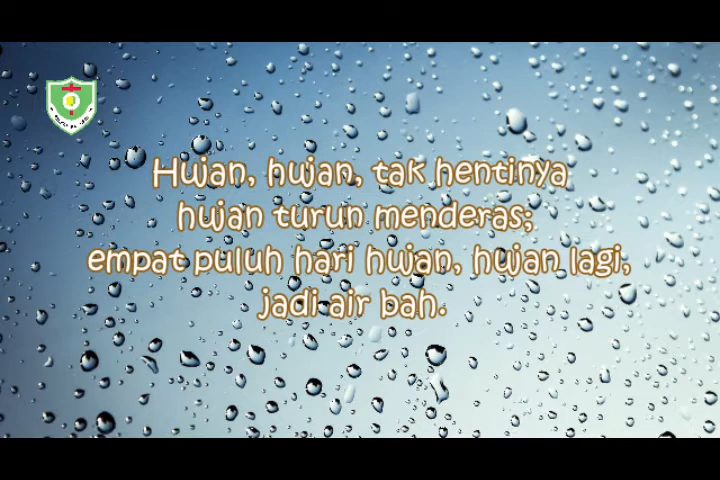 Hujan, hujan, tak hentinya
hujan turun menderas;
empat puluh hari hujan, hujan lagi,
jadi air bah.